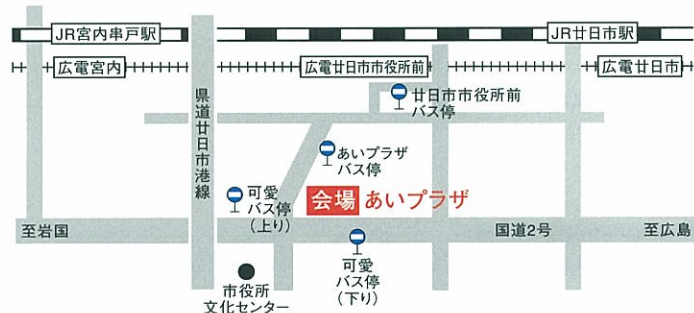 JR宮内串戸駅
JR廿日市駅
広電宮内
広電廿日市市役所前
広電廿日市
県道廿日市港線
廿日市市役所前
バス停
あいプラザ
バス停
可愛
バス停
(上り)
会場 あいプラザ
至岩国
国道2号
至広島
可愛
バス停
(下り)
市役所
文化センター